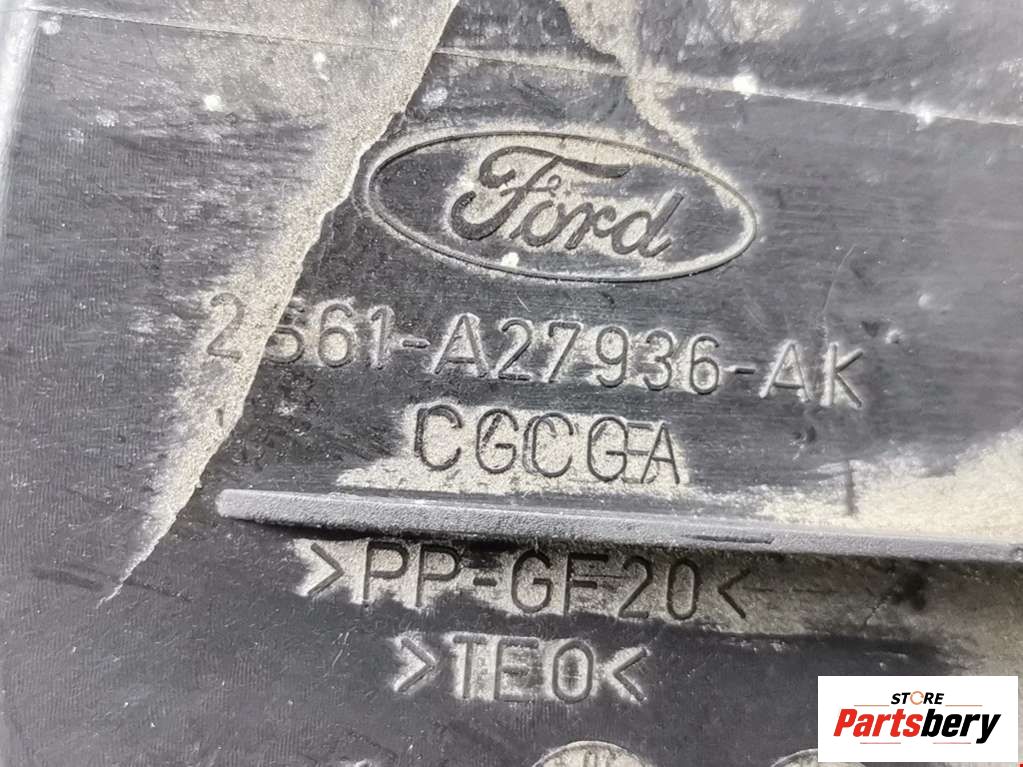 Ford
2S61-A27936-AK
CGCGA
>PP-GF20<
>TEO<
STORE
Partsbery